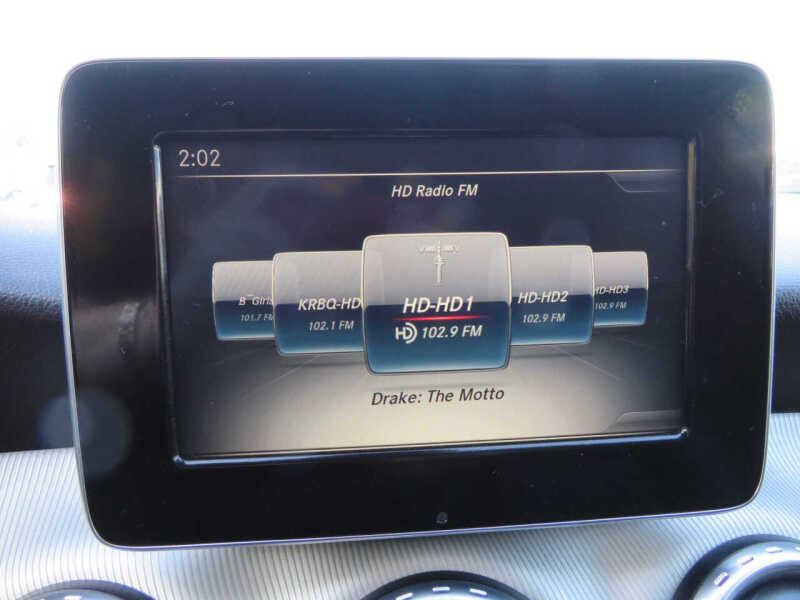 2:02
HD Radio FM
B Girls
101.7 FM
KRBQ-HD
102.1 FM
HD-HD1
HD 102.9 FM
HD-HD2
102.9 FM
HD-HD3
102.9 FM
Drake: The Motto